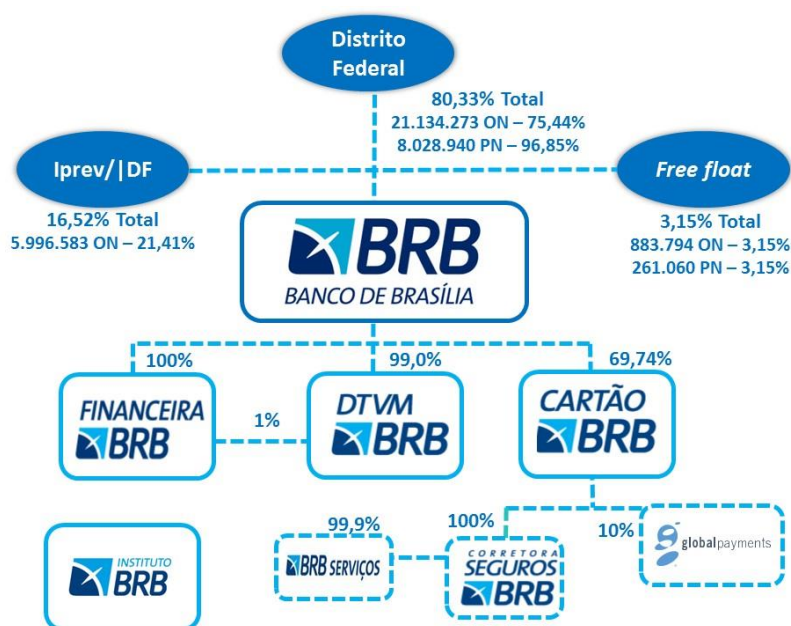 Distrito
Federal
80,33% Total
21.134.273 ON – 75,44%
8.028.940 PN – 96,85%
Iprev/|DF
16,52% Total
5.996.583 ON – 21,41%
Free float
3,15% Total
883.794 ON – 3,15%
261.060 PN – 3,15%
BRB
BANCO DE BRASÍLIA
100%
99,0%
69,74%
FINANCEIRA
BRB
1%
DTVM
BRB
CARTÃO
BRB
99,9%
100%
10%
INSTITUTO
BRB
BRB SERVIÇOS
CORRETORA
SEGUROS
BRB
globalpayments